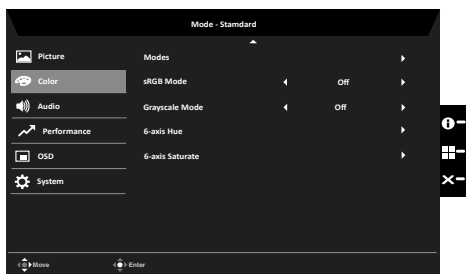 Mode - Stamdard
Picture
Modes
Color
sRGB Mode
Off
Audio
Grayscale Mode
Off
Performance
6-axis Hue
OSD
6-axis Saturate
System
Move
Enter